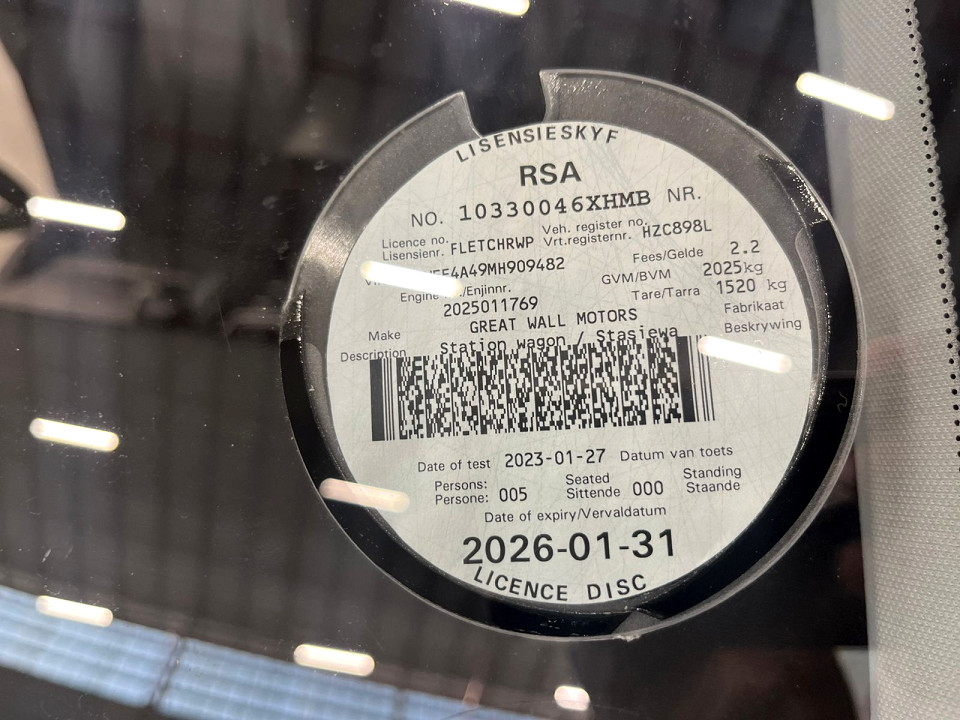 LISENSIESKYF
RSA
NO. 10330046XHMB NR.
Licence no. Lisensienr. FLETCHRWP Veh. register no. Vrt.registernr. HZC898L
Fees/Gelde 2.2
GVM/BVM 2025kg
Engine Enjinnr. 2025011769 Tare/Tarra 1520 kg
Make GREAT WALL MOTORS Fabrikaat
Description Station wagon / Stasiewa Beskrywing
Date of test 2023-01-27 Datum van toets
Persons: Persone: 005 Seated Sittende 000 Standing Staande
Date of expiry/Vervaldatum
2026-01-31
LICENCE DISC